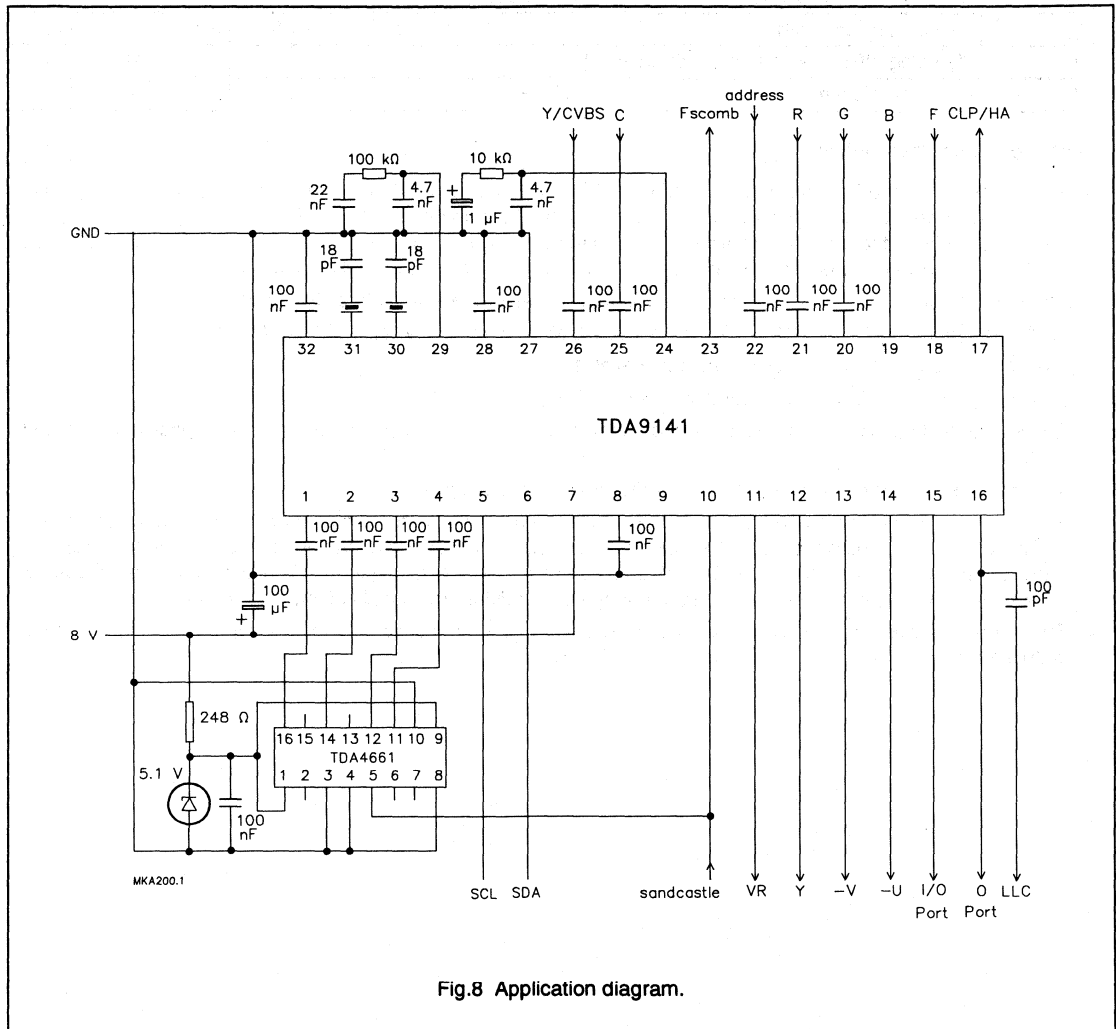 address
Y/CVBS C Fscomb R G B F CLP/HA
100 kΩ 10 kΩ
22 nF 4.7 nF + 1 μF 4.7 nF
GND
18 pF 18 pF
100 nF 100 nF 100 nF 100 nF 100 nF 100 nF 100 nF
32 31 30 29 28 27 26 25 24 23 22 21 20 19 18 17
TDA9141
1 2 3 4 5 6 7 8 9 10 11 12 13 14 15 16
100 nF 100 nF 100 nF 100 nF 100 nF
100 μF +
100 pF
8 V
248 Ω
16 15 14 13 12 11 10 9
TDA4661
5.1 V
1 2 3 4 5 6 7 8
100 nF
MKA200.1
SCL SDA sandcastle VR Y −V −U I/O Port O Port LLC
Fig.8 Application diagram.